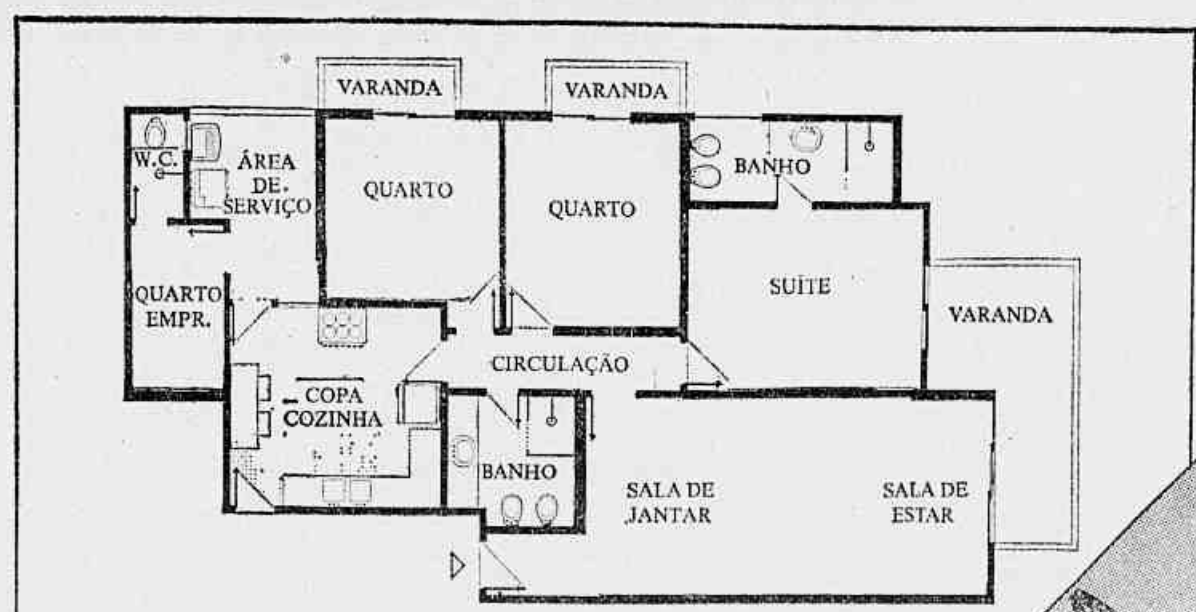 VARANDA
VARANDA
W.C.
ÁREA
DE
SERVIÇO
QUARTO
QUARTO
BANHO
SUÍTE
QUARTO
EMPR.
VARANDA
CIRCULAÇÃO
COPA
COZINHA
BANHO
SALA DE
JANTAR
SALA DE
ESTAR